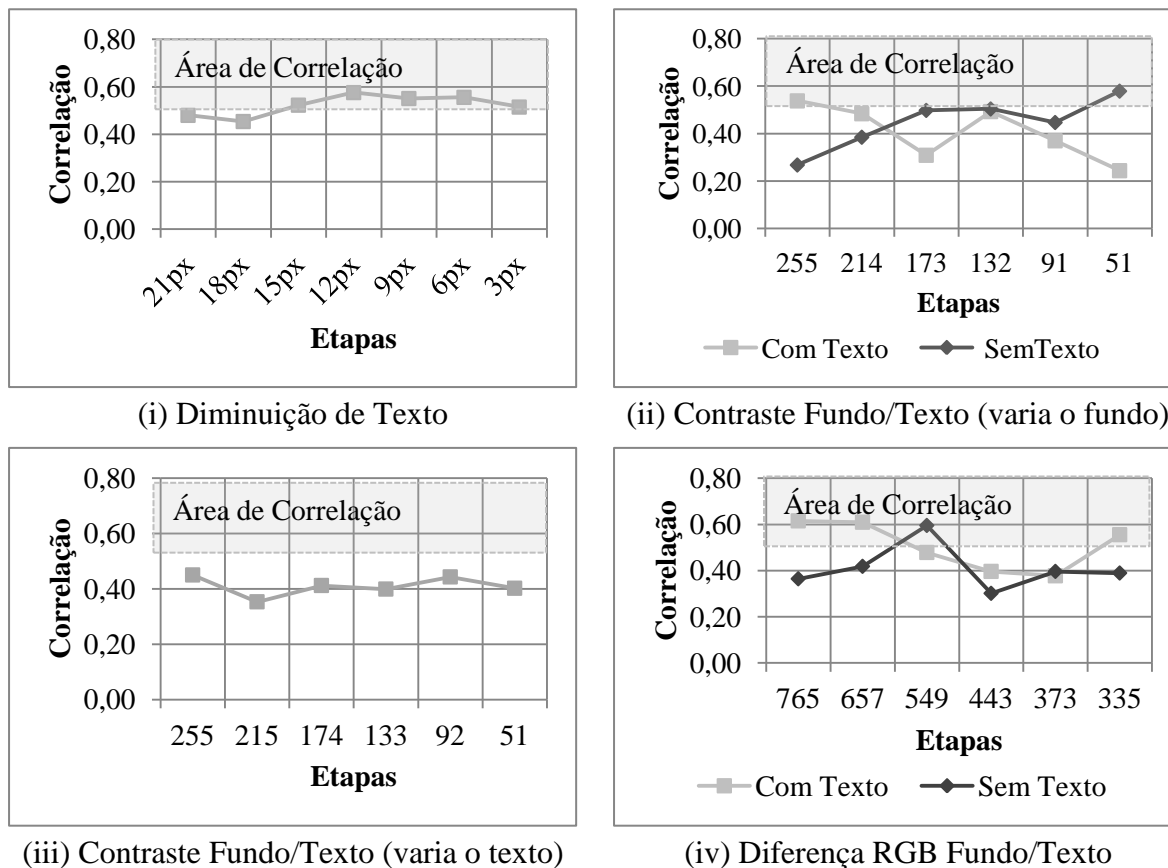 0,80
0,60
0,40
0,20
0,00
Correlação
Área de Correlação
21px 18px 15px 12px 9px 6px 3px
Etapas
(i) Diminuição de Texto
0,80
0,60
0,40
0,20
0,00
Correlação
Área de Correlação
255 214 173 132 91 51
Etapas
Com Texto SemTexto
(ii) Contraste Fundo/Texto (varia o fundo)
0,80
0,60
0,40
0,20
0,00
Correlação
Área de Correlação
255 215 174 133 92 51
Etapas
(iii) Contraste Fundo/Texto (varia o texto)
0,80
0,60
0,40
0,20
0,00
Correlação
Área de Correlação
765 657 549 443 373 335
Etapas
Com Texto Sem Texto
(iv) Diferença RGB Fundo/Texto